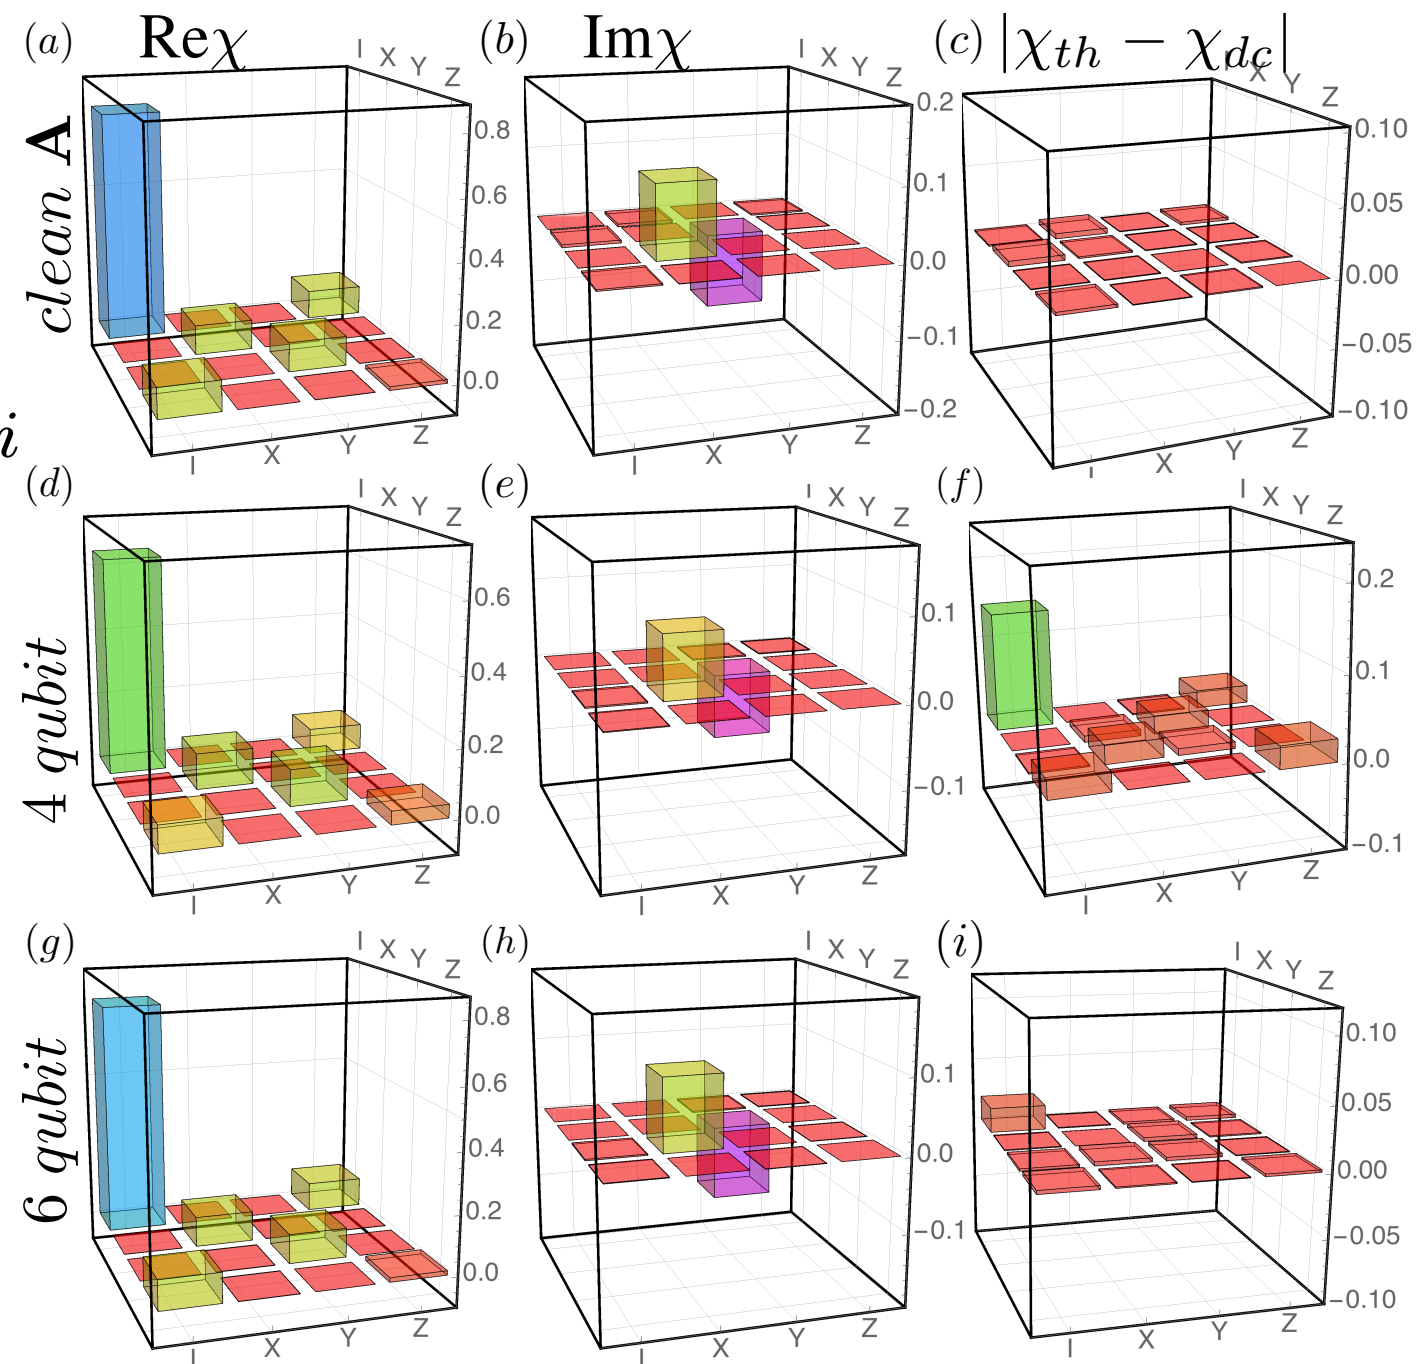 (a) Reχ (b) Imχ (c) |χ_th − χ_dc|
clean A
I X Y Z
0.8
0.6
0.4
0.2
0.0
I X Y Z
I X Y Z
0.2
0.1
0.0
−0.1
−0.2
I X Y Z
I X Y Z
0.10
0.05
0.00
−0.05
−0.10
I X Y Z
i
(d) (e) (f)
4 qubit
I X Y Z
0.6
0.4
0.2
0.0
I X Y Z
I X Y Z
0.1
0.0
−0.1
I X Y Z
I X Y Z
0.2
0.1
0.0
−0.1
I X Y Z
(g) (h) (i)
6 qubit
I X Y Z
0.8
0.6
0.4
0.2
0.0
I X Y Z
I X Y Z
0.1
0.0
−0.1
I X Y Z
I X Y Z
0.10
0.05
0.00
−0.05
−0.10
I X Y Z